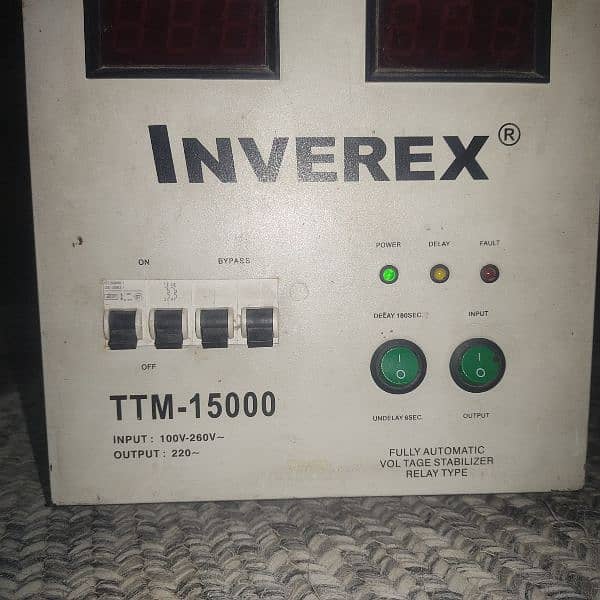 INVEREX®
POWER DELAY FAULT
ON BYPASS
DELAY 180SEC. INPUT
OFF
UNDELAY 6SEC. OUTPUT
TTM-15000
INPUT : 100V-260V~
OUTPUT : 220~
FULLY AUTOMATIC
VOL TAGE STABILIZER
RELAY TYPE